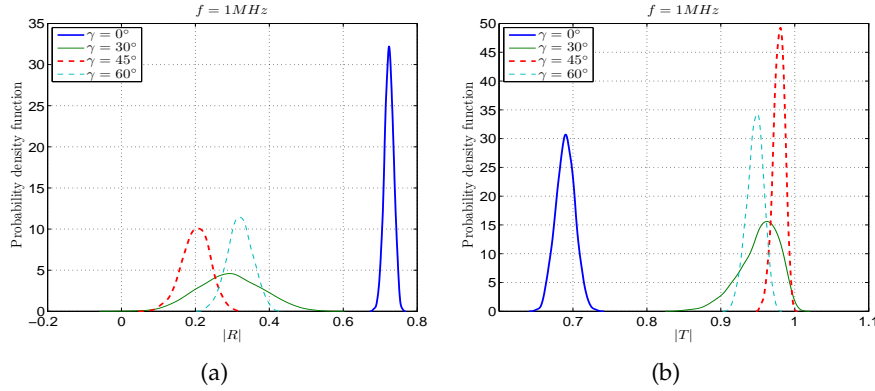 f = 1MHz
Probability density function
35
30
25
20
15
10
5
0
−0.2
0
0.2
0.4
0.6
0.8
|R|
γ = 0°
γ = 30°
γ = 45°
γ = 60°
(a)
f = 1MHz
Probability density function
50
45
40
35
30
25
20
15
10
5
0
0.7
0.8
0.9
1
1.1
|T|
γ = 0°
γ = 30°
γ = 45°
γ = 60°
(b)